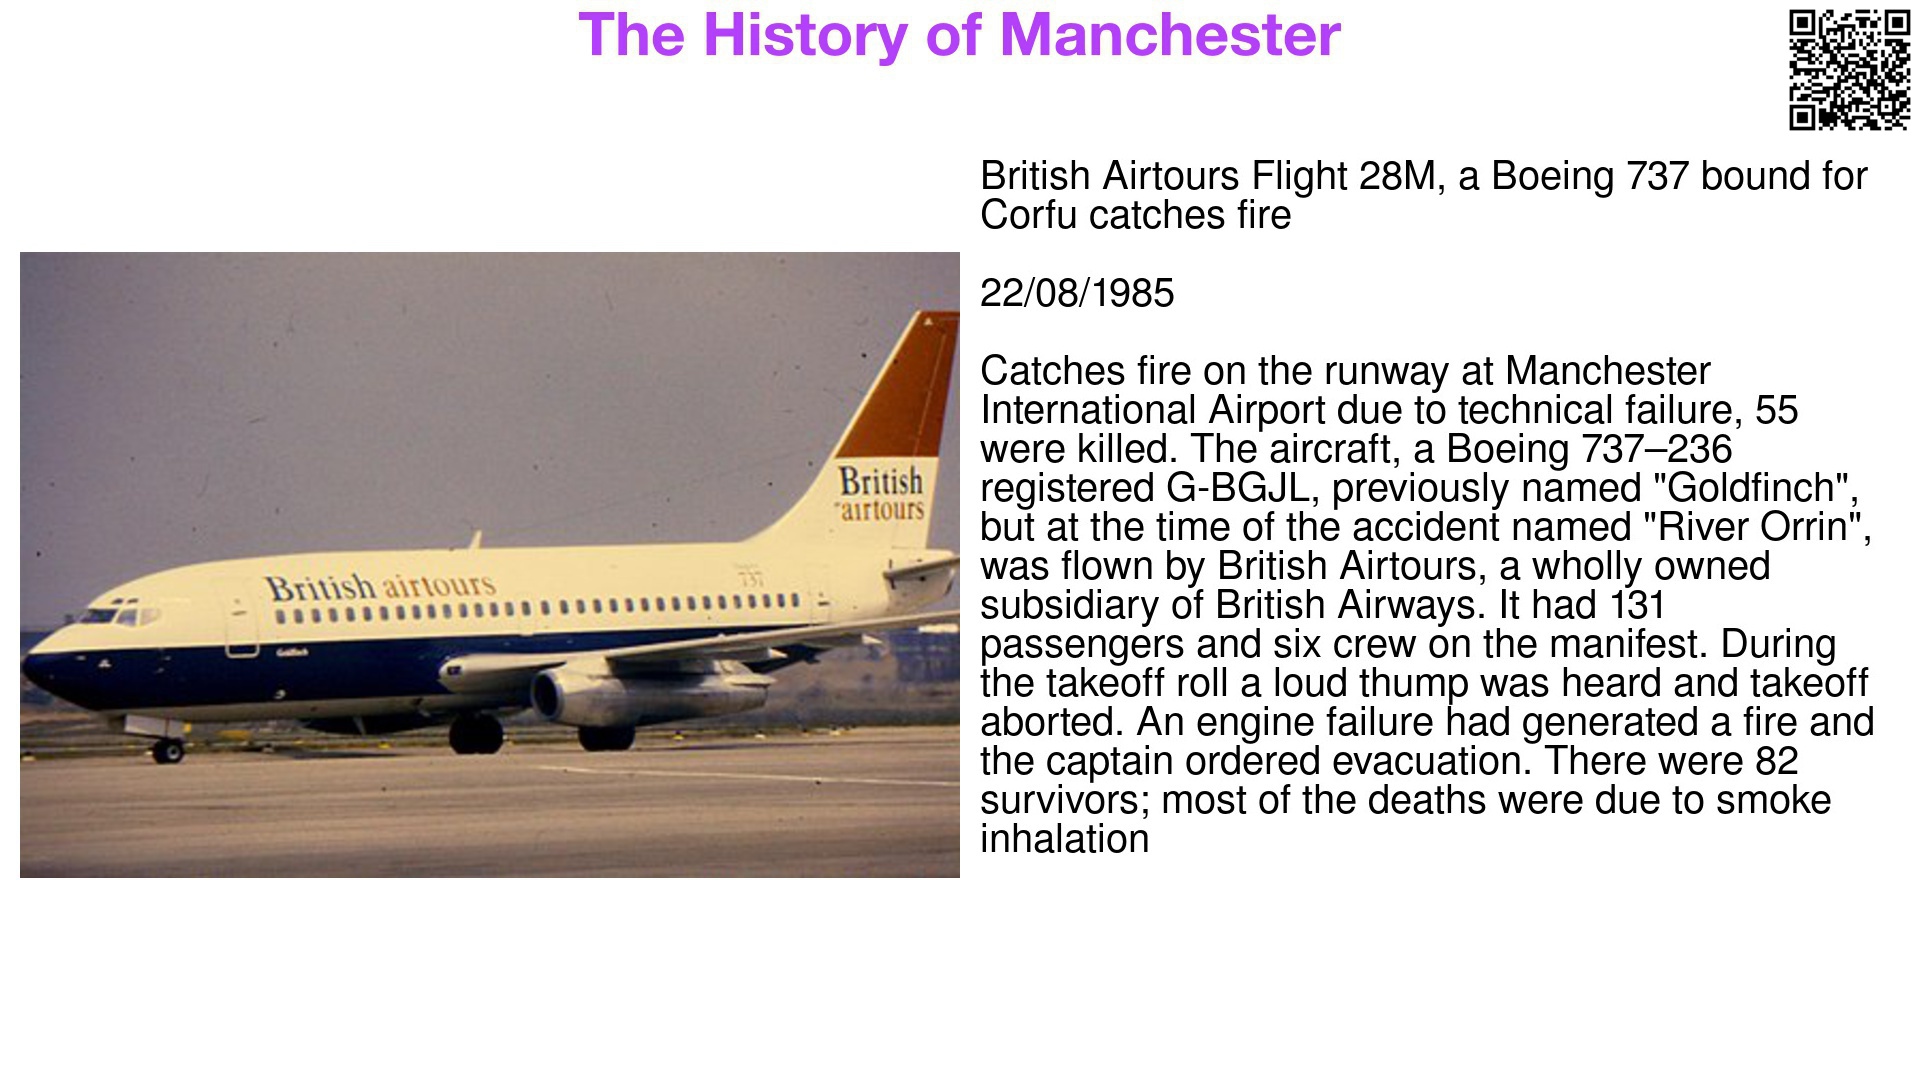 The History of Manchester
British Airtours Flight 28M, a Boeing 737 bound for
Corfu catches fire
22/08/1985
Catches fire on the runway at Manchester
International Airport due to technical failure, 55
were killed. The aircraft, a Boeing 737–236
registered G-BGJL, previously named "Goldfinch",
but at the time of the accident named "River Orrin",
was flown by British Airtours, a wholly owned
subsidiary of British Airways. It had 131
passengers and six crew on the manifest. During
the takeoff roll a loud thump was heard and takeoff
aborted. An engine failure had generated a fire and
the captain ordered evacuation. There were 82
survivors; most of the deaths were due to smoke
inhalation
British
airtours
British airtours
737